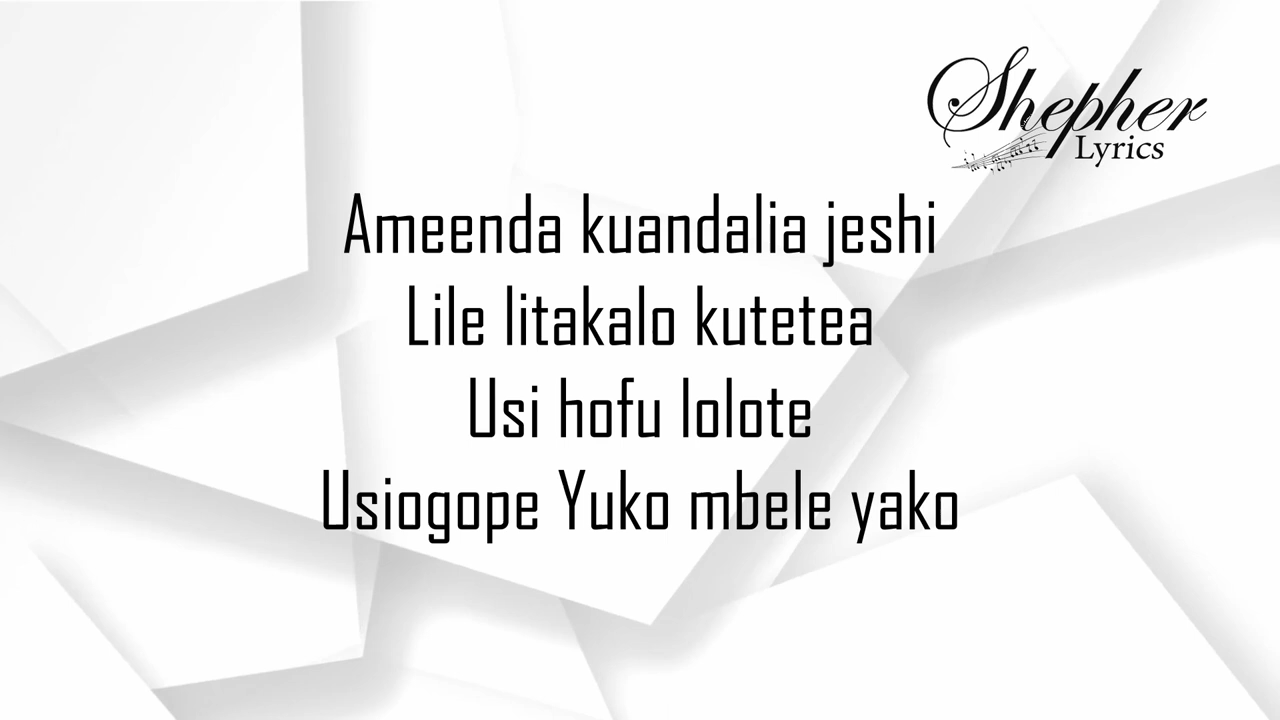 Shepher
Lyrics
Ameenda kuandalia jeshi
Lile litakalo kutetea
Usi hofu lolote
Usiogope Yuko mbele yako